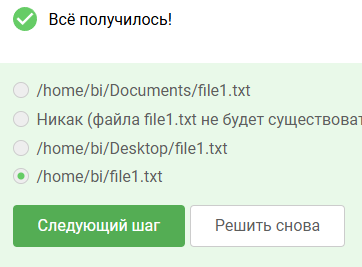 Всё получилось!
/home/bi/Documents/file1.txt
Никак (файла file1.txt не будет существоват
/home/bi/Desktop/file1.txt
/home/bi/file1.txt
Следующий шаг
Решить снова